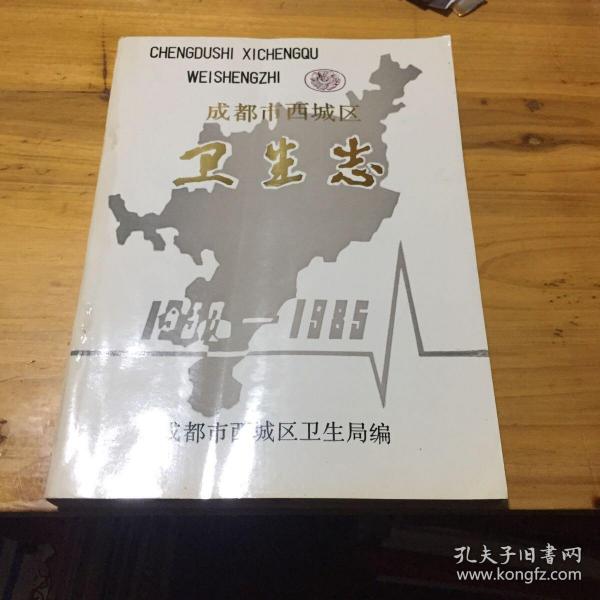 CHENGDUSHI XICHENGQU
WEISHENGZHI
成都市西城区
卫生志
— 1985
成都市西城区卫生局编
孔夫子旧书网
www.kongfz.com